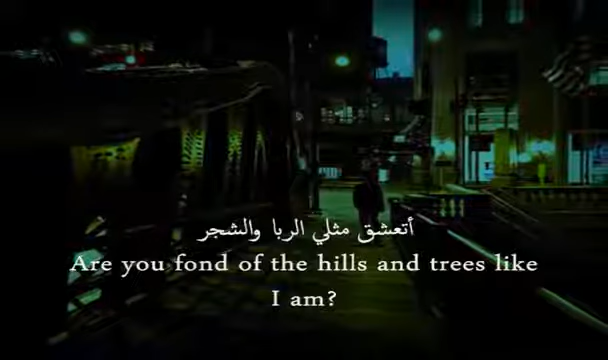 أتعشق مثلي الربا والشجر
Are you fond of the hills and trees like
I am?